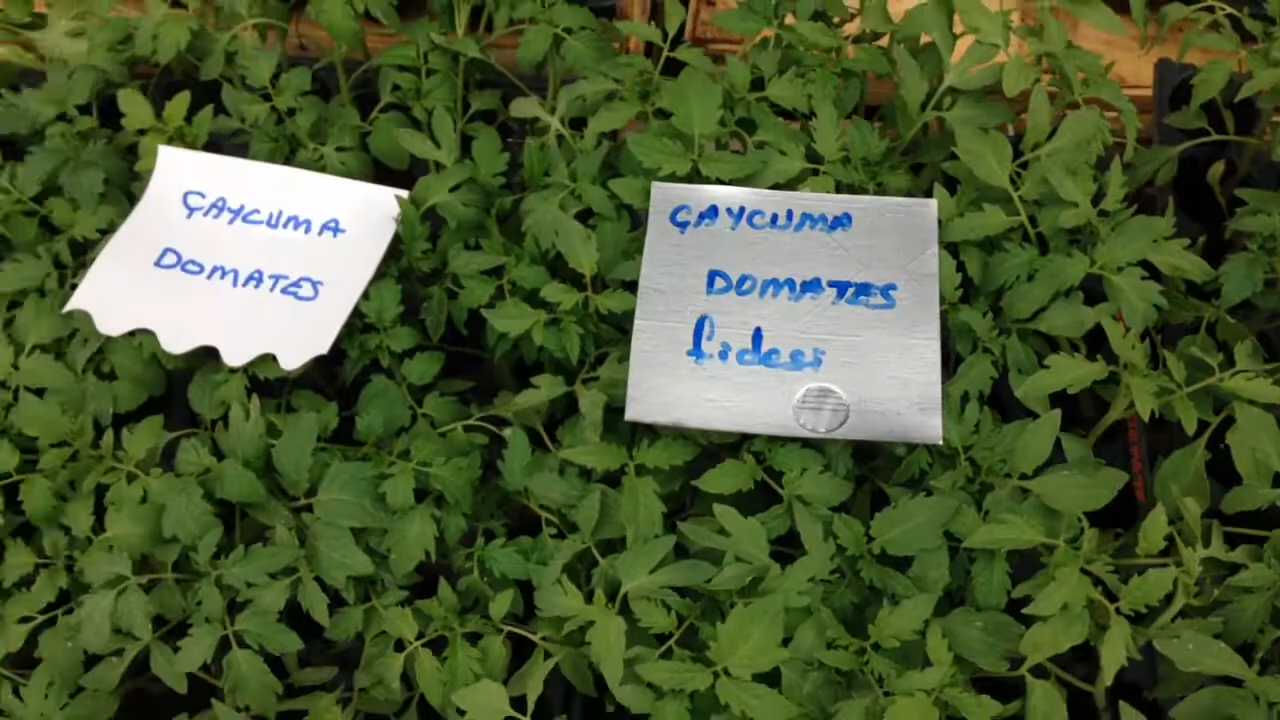 ÇAYCUMA
DOMATES
ÇAYCUMA
DOMATES
fidesi